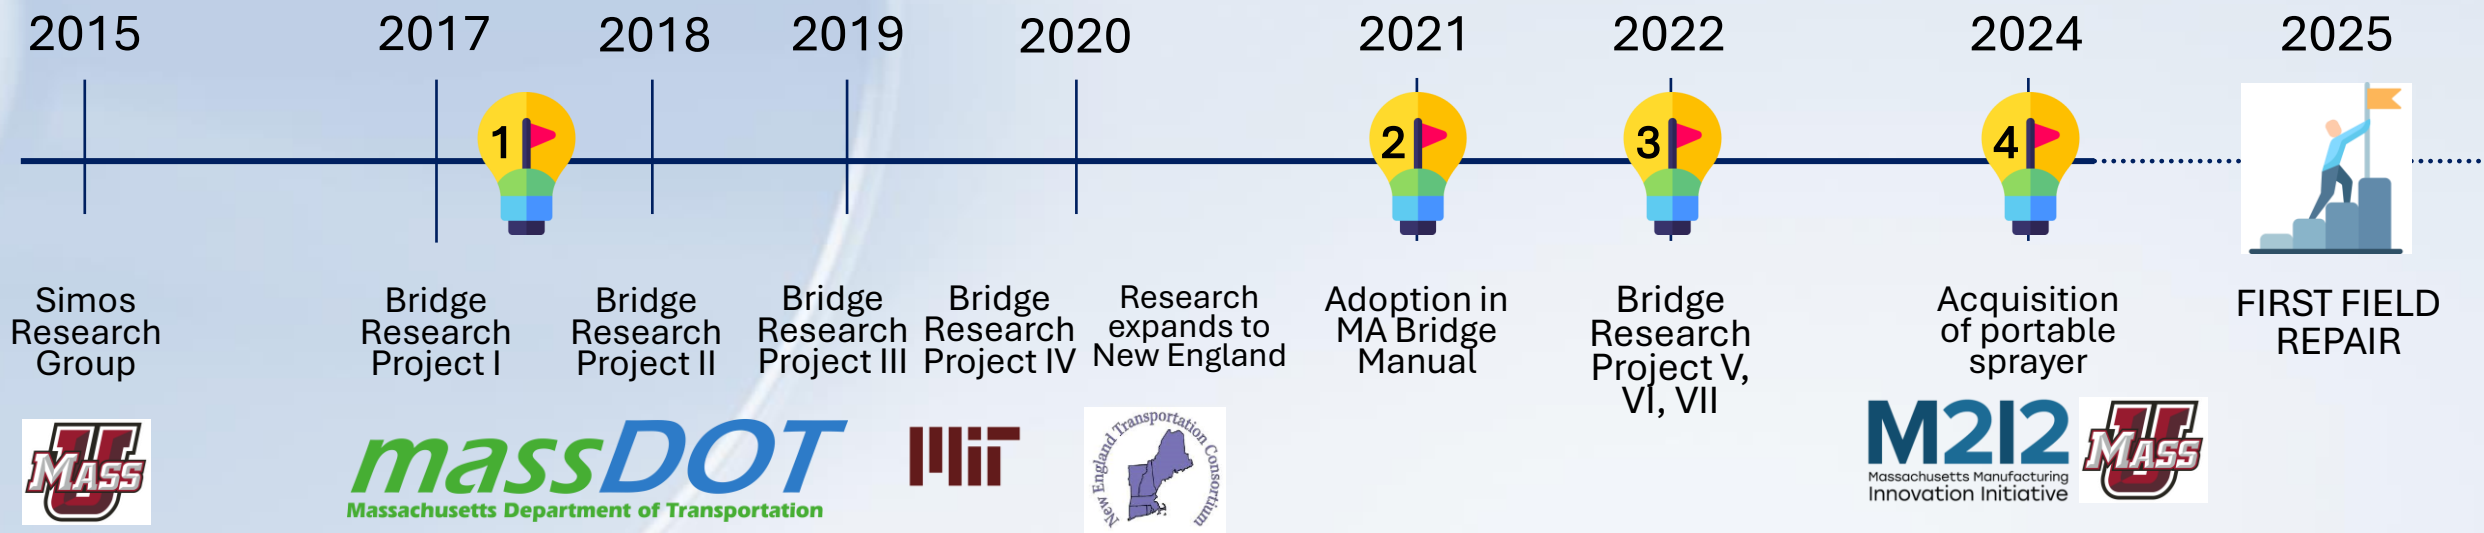 2015
2017
2018
2019
2020
2021
2022
2024
2025
1
2
3
4
Simos
Research
Group
Bridge
Research
Project I
Bridge
Research
Project II
Bridge
Research
Project III
Bridge
Research
Project IV
Research
expands to
New England
Adoption in
MA Bridge
Manual
Bridge
Research
Project V,
VI, VII
Acquisition
of portable
sprayer
FIRST FIELD
REPAIR
UMASS
massDOT
Massachusetts Department of Transportation
MIT
New England Transportation Consortium
M2I2
Massachusetts Manufacturing
Innovation Initiative
UMASS